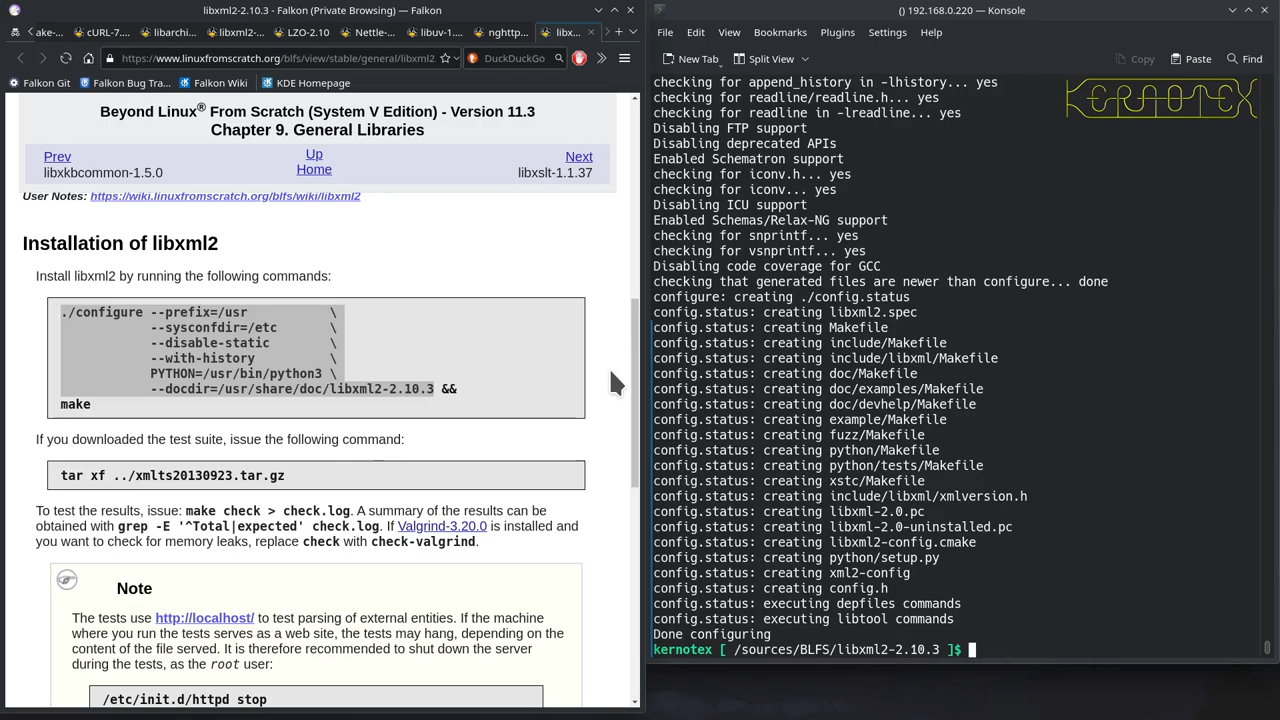 libxml2-2.10.3 - Falkon (Private Browsing) — Falkon
ake-...
cURL-7...
libarchi...
libxml2-...
LZO-2.10
Nettle-...
libuv-1...
nghttp...
libx...
https://www.linuxfromscratch.org/blfs/view/stable/general/libxml2
DuckDuckGo
Falkon Git
Falkon Bug Tra...
Falkon Wiki
KDE Homepage
Beyond Linux® From Scratch (System V Edition) - Version 11.3
Chapter 9. General Libraries
Prev
Up
Next
libxkbcommon-1.5.0
Home
libxslt-1.1.37
User Notes: https://wiki.linuxfromscratch.org/blfs/wiki/libxml2
Installation of libxml2
Install libxml2 by running the following commands:
./configure --prefix=/usr \
--sysconfdir=/etc \
--disable-static \
--with-history \
PYTHON=/usr/bin/python3 \
--docdir=/usr/share/doc/libxml2-2.10.3 &&
make
If you downloaded the test suite, issue the following command:
tar xf ../xmlts20130923.tar.gz
To test the results, issue: make check > check.log. A summary of the results can be
obtained with grep -E '^Total|expected' check.log. If Valgrind-3.20.0 is installed and
you want to check for memory leaks, replace check with check-valgrind.
Note
The tests use http://localhost/ to test parsing of external entities. If the machine
where you run the tests serves as a web site, the tests may hang, depending on the
content of the file served. It is therefore recommended to shut down the server
during the tests, as the root user:
/etc/init.d/httpd stop
() 192.168.0.220 — Konsole
File Edit View Bookmarks Plugins Settings Help
New Tab
Split View
Copy
Paste
Find
KERNOTEX
checking for append_history in -lhistory... yes
checking for readline/readline.h... yes
checking for readline in -lreadline... yes
Disabling FTP support
Disabling deprecated APIs
Enabled Schematron support
checking for iconv.h... yes
checking for iconv... yes
Disabling ICU support
Enabled Schemas/Relax-NG support
checking for snprintf... yes
checking for vsnprintf... yes
Disabling code coverage for GCC
checking that generated files are newer than configure... done
configure: creating ./config.status
config.status: creating libxml2.spec
config.status: creating Makefile
config.status: creating include/Makefile
config.status: creating include/libxml/Makefile
config.status: creating doc/Makefile
config.status: creating doc/examples/Makefile
config.status: creating doc/devhelp/Makefile
config.status: creating example/Makefile
config.status: creating fuzz/Makefile
config.status: creating python/Makefile
config.status: creating python/tests/Makefile
config.status: creating xstc/Makefile
config.status: creating include/libxml/xmlversion.h
config.status: creating libxml-2.0.pc
config.status: creating libxml-2.0-uninstalled.pc
config.status: creating libxml2-config.cmake
config.status: creating python/setup.py
config.status: creating xml2-config
config.status: creating config.h
config.status: executing depfiles commands
config.status: executing libtool commands
Done configuring
kernotex [ /sources/BLFS/libxml2-2.10.3 ]$